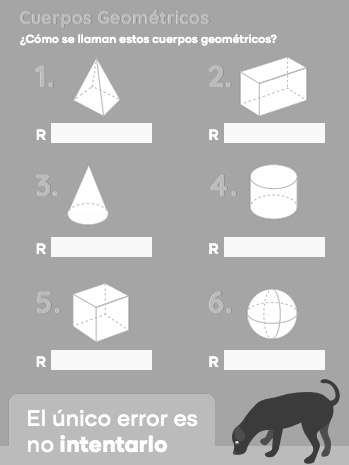 Cuerpos Geométricos
¿Cómo se llaman estos cuerpos geométricos?
1. 2.
R R
3. 4.
R R
5. 6.
R R
El único error es
no intentarlo